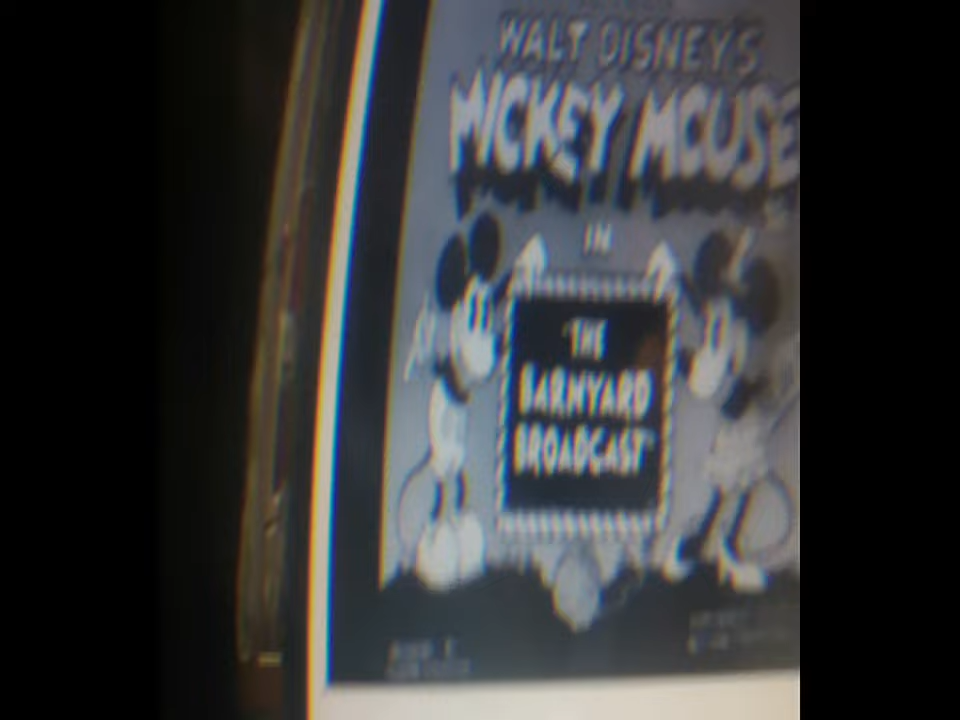 WALT DISNEY'S
MICKEY MOUSE
IN
"THE
BARNYARD
BROADCAST"